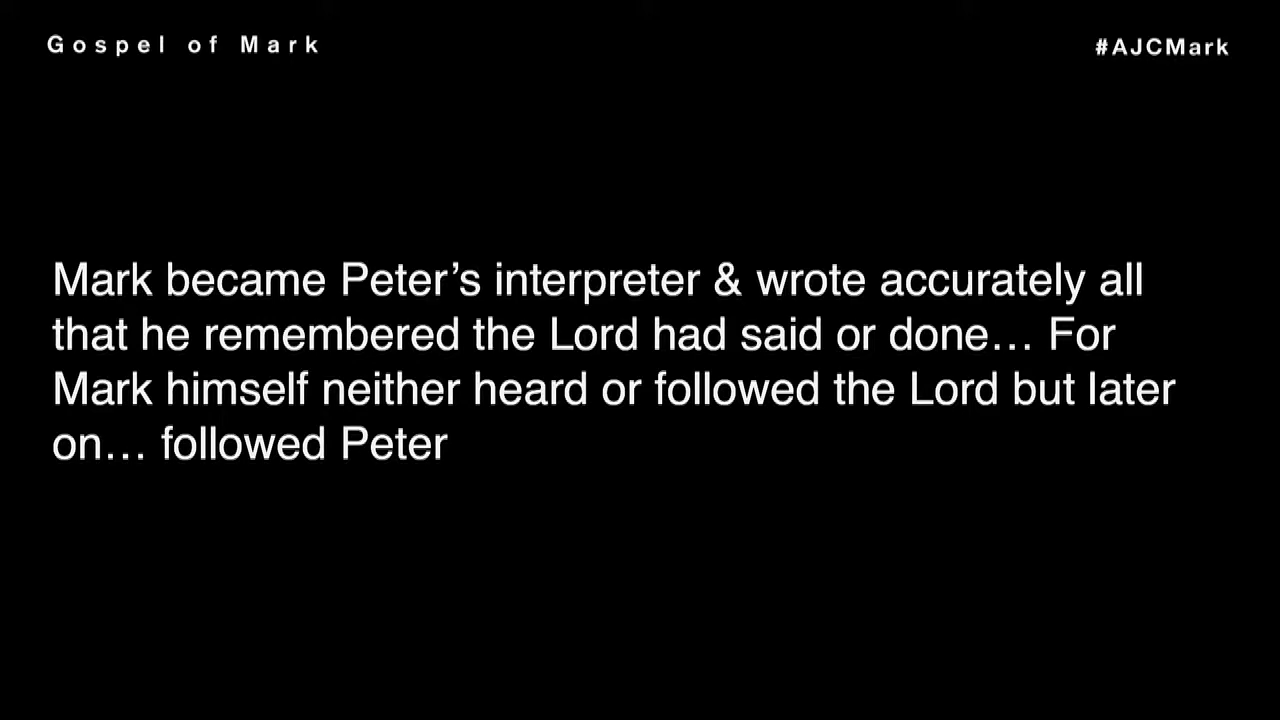 Gospel of Mark
#AJCMark
Mark became Peter’s interpreter & wrote accurately all
that he remembered the Lord had said or done… For
Mark himself neither heard or followed the Lord but later
on… followed Peter